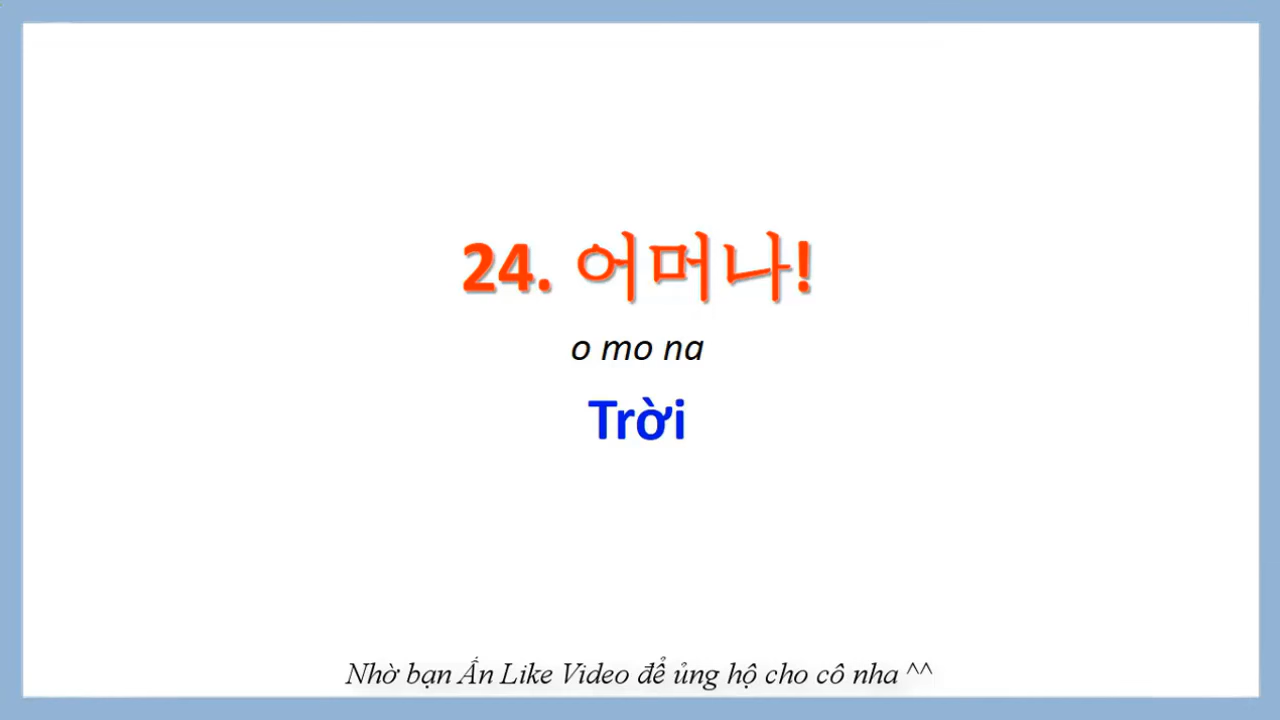 24. 어머나!
o mo na
Trời
Nhờ bạn Ấn Like Video để ủng hộ cho cô nha ^^